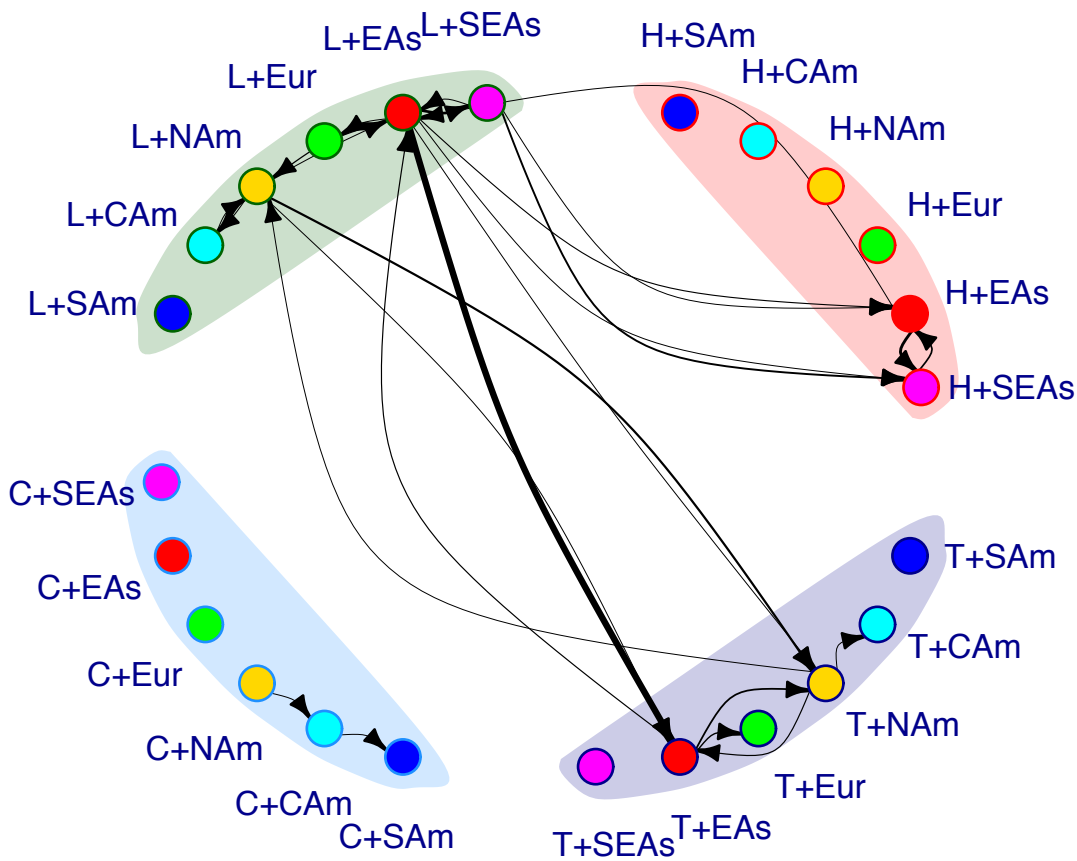 L+SEAs
L+EAs
L+Eur
L+NAm
L+CAm
L+SAm
H+SAm
H+CAm
H+NAm
H+Eur
H+EAs
H+SEAs
C+SEAs
C+EAs
C+Eur
C+NAm
C+CAm
C+SAm
T+SAm
T+CAm
T+NAm
T+Eur
T+EAs
T+SEAs